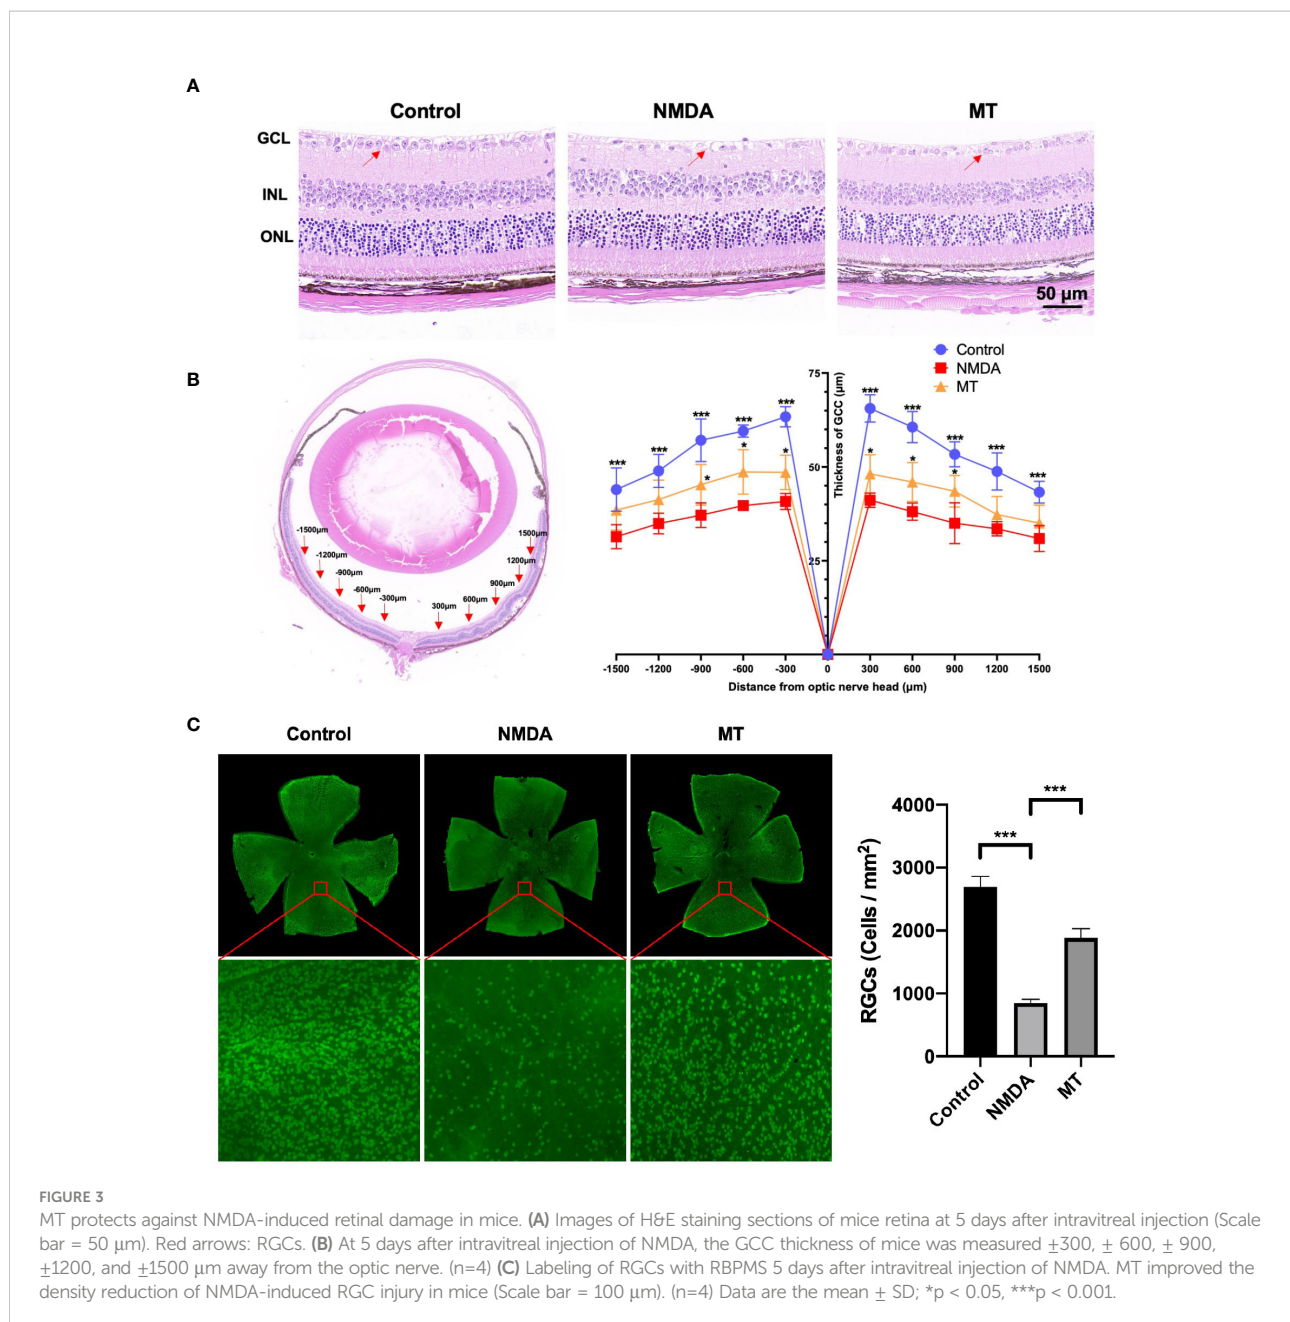 A
Control
NMDA
MT
GCL
INL
ONL
50 μm
B
-1500μm
-1200μm
-900μm
-600μm
-300μm
300μm
600μm
900μm
1200μm
1500μm
Control
NMDA
MT
Thickness of GCC (μm)
75
50
25
*** *** *** *** *** *** *** *** *** ***
* * * * * *
-1500 -1200 -900 -600 -300 0 300 600 900 1200 1500
Distance from optic nerve head (μm)
C
Control
NMDA
MT
RGCs (Cells / mm²)
4000
3000
2000
1000
0
***
***
Control
NMDA
MT
FIGURE 3
MT protects against NMDA-induced retinal damage in mice. (A) Images of H&E staining sections of mice retina at 5 days after intravitreal injection (Scale
bar = 50 μm). Red arrows: RGCs. (B) At 5 days after intravitreal injection of NMDA, the GCC thickness of mice was measured ±300, ± 600, ± 900,
±1200, and ±1500 μm away from the optic nerve. (n=4) (C) Labeling of RGCs with RBPMS 5 days after intravitreal injection of NMDA. MT improved the
density reduction of NMDA-induced RGC injury in mice (Scale bar = 100 μm). (n=4) Data are the mean ± SD; *p < 0.05, ***p < 0.001.